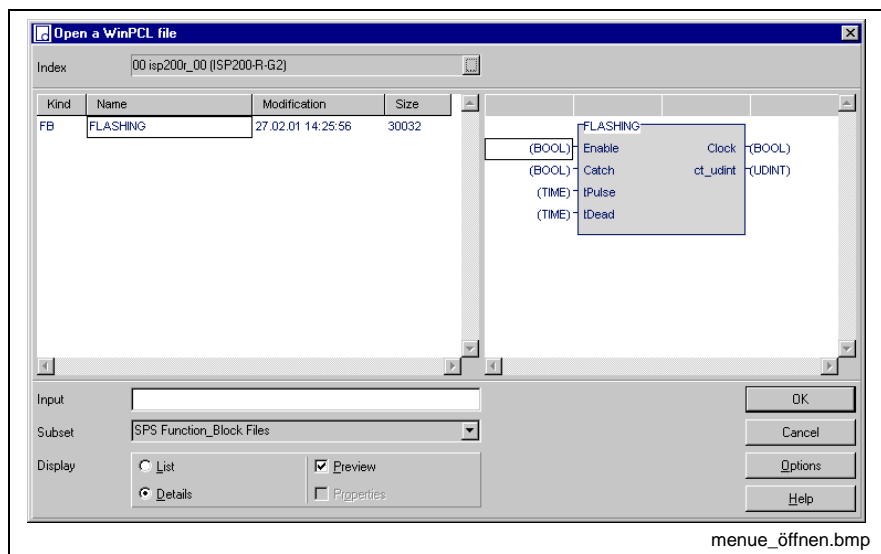 Open a WinPCL file
Index 00 isp200r_00 (ISP200-R-G2)
Kind Name Modification Size
FB FLASHING 27.02.01 14:25:56 30032
FLASHING
(BOOL) Enable Clock (BOOL)
(BOOL) Catch ct_udint (UDINT)
(TIME) tPulse
(TIME) tDead
Input OK
Subset SPS Function_Block Files Cancel
Display List Preview Options
Details Properties Help
menue_öffnen.bmp